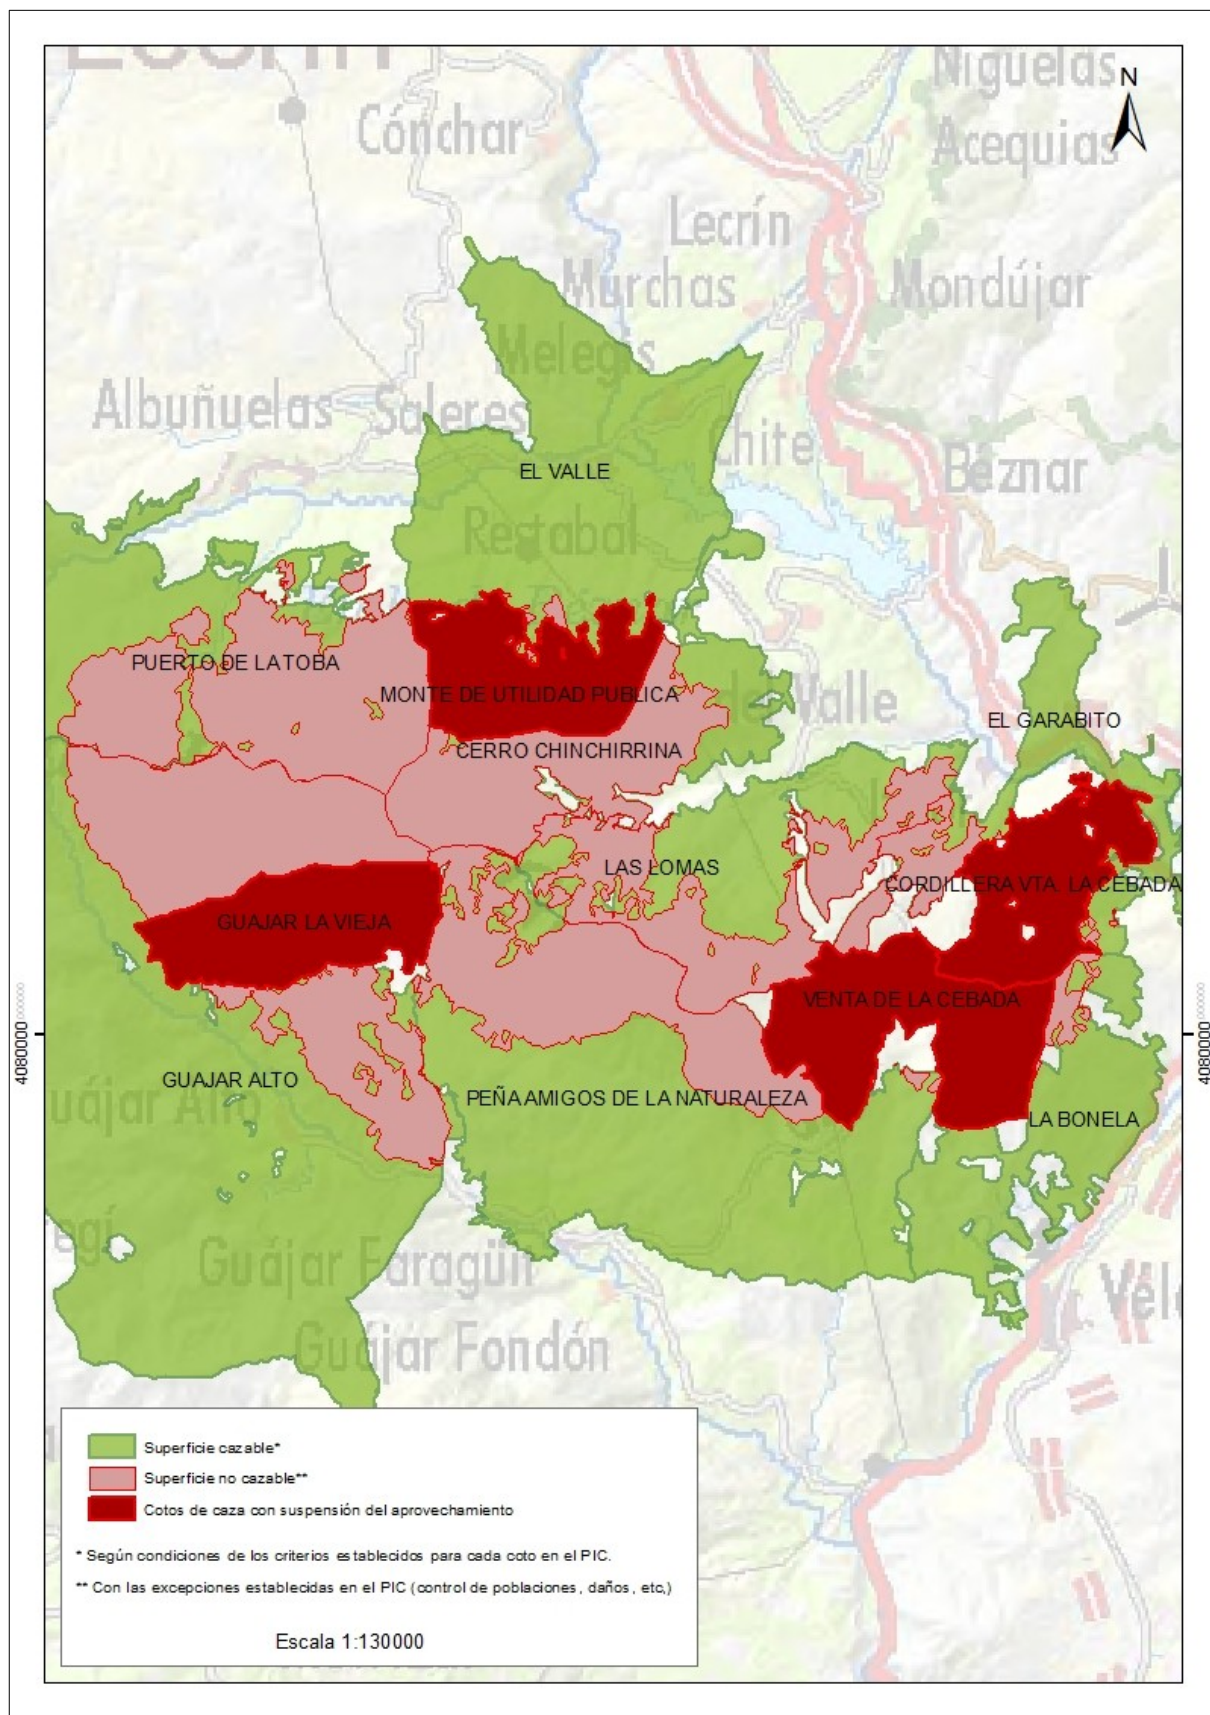 N
Niguelas
Acequias
Cónchar
Lecrín
Murchas
Mondújar
Melegis
Albuñuelas
Saleres
Chite
Béznar
EL VALLE
Restabal
PUERTO DE LA TOBA
MONTE DE UTILIDAD PUBLICA
Valle
EL GARABITO
CERRO CHINCHIRRINA
LAS LOMAS
CORDILLERA VTA. LA CEBADA
GUAJAR LA VIEJA
VENTA DE LA CEBADA
4080000
4080000
GUAJAR ALTO
PEÑA AMIGOS DE LA NATURALEZA
LA BONELA
Guájar Faragüit
Guájar Fondón
Superficie cazable*
Superficie no cazable**
Cotos de caza con suspensión del aprovechamiento
* Según condiciones de los criterios establecidos para cada coto en el PIC.
** Con las excepciones establecidas en el PIC (control de poblaciones, daños, etc,)
Escala 1:130000